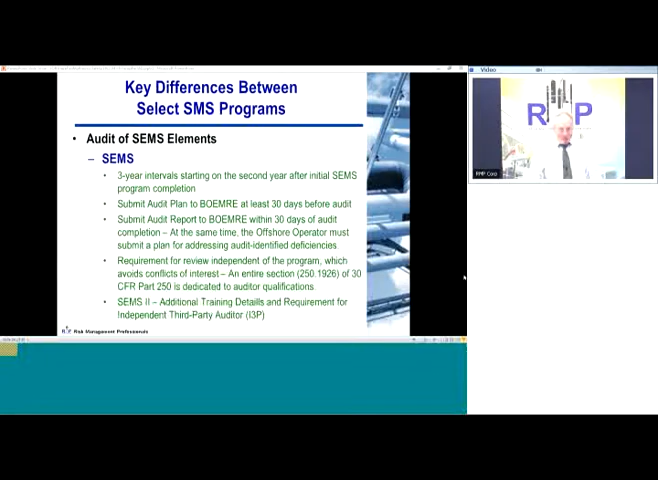 Key Differences Between
Select SMS Programs
• Audit of SEMS Elements
– SEMS
• 3-year intervals starting on the second year after initial SEMS
program completion
• Submit Audit Plan to BOEMRE at least 30 days before audit
• Submit Audit Report to BOEMRE within 30 days of audit
completion – At the same time, the Offshore Operator must
submit a plan for addressing audit-identified deficiencies
• Requirement for review independent of the program, which
avoids conflicts of interest – An entire section (250.1926) of 30
CFR Part 250 is dedicated to auditor qualifications
• SEMS II – Additional Training Details and Requirement for
Independent Third-Party Auditor (I3P)
Risk Management Professionals
Video
R P
RMP Corp